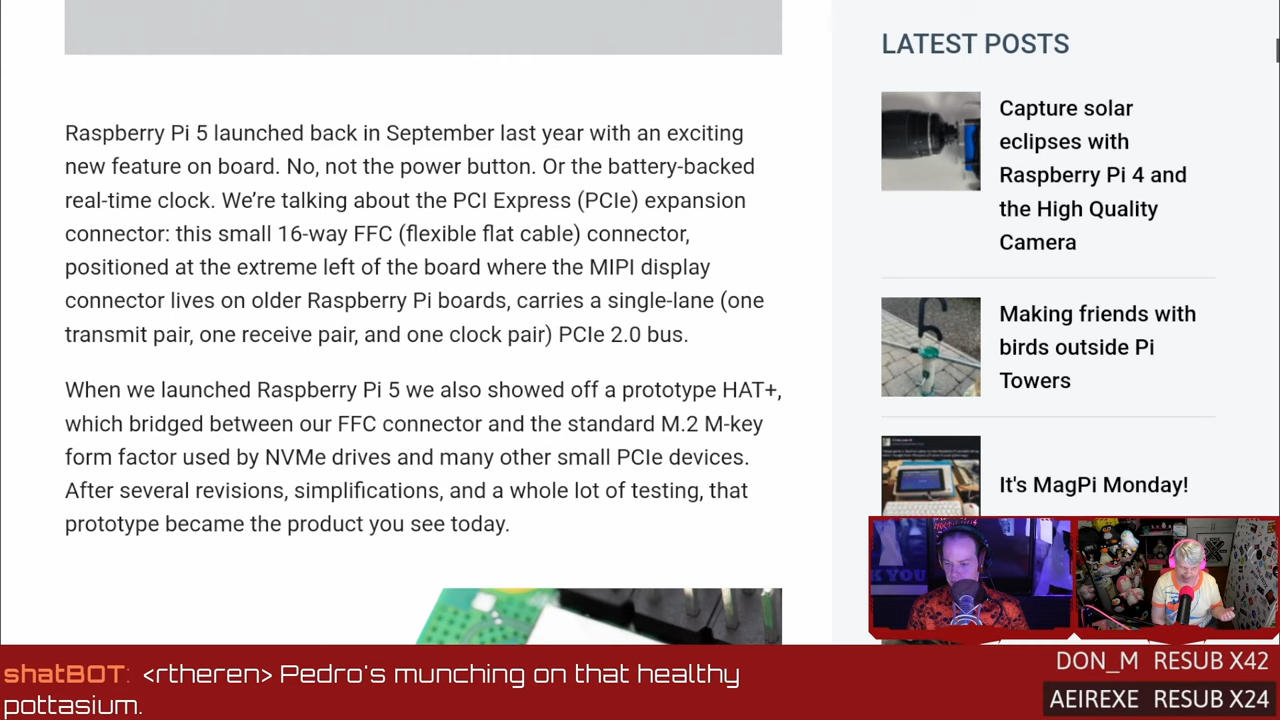 Raspberry Pi 5 launched back in September last year with an exciting
new feature on board. No, not the power button. Or the battery-backed
real-time clock. We’re talking about the PCI Express (PCIe) expansion
connector: this small 16-way FFC (flexible flat cable) connector,
positioned at the extreme left of the board where the MIPI display
connector lives on older Raspberry Pi boards, carries a single-lane (one
transmit pair, one receive pair, and one clock pair) PCIe 2.0 bus.
When we launched Raspberry Pi 5 we also showed off a prototype HAT+,
which bridged between our FFC connector and the standard M.2 M-key
form factor used by NVMe drives and many other small PCIe devices.
After several revisions, simplifications, and a whole lot of testing, that
prototype became the product you see today.
LATEST POSTS
Capture solar
eclipses with
Raspberry Pi 4 and
the High Quality
Camera
Making friends with
birds outside Pi
Towers
It's MagPi Monday!
K YOU
shatBOT: <rtheren> Pedro's munching on that healthy
pottasium.
DON_M RESUB X42
AEIREXE RESUB X24